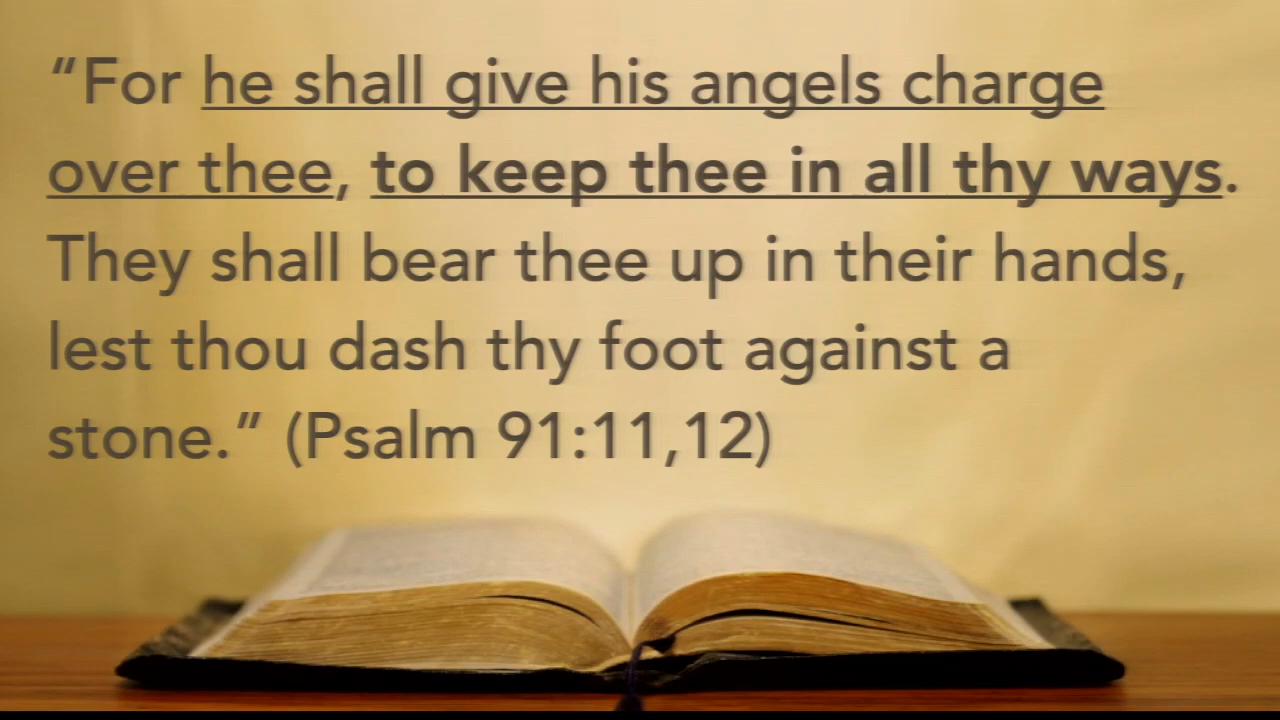 “For he shall give his angels charge
over thee, to keep thee in all thy ways.
They shall bear thee up in their hands,
lest thou dash thy foot against a
stone.” (Psalm 91:11,12)